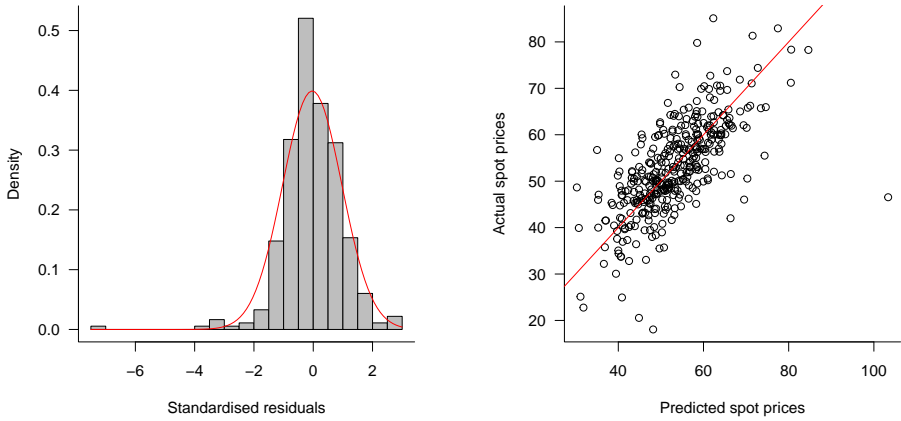 0.5
0.4
0.3
0.2
0.1
0.0
Density
−6 −4 −2 0 2
Standardised residuals
80
70
60
50
40
30
20
Actual spot prices
40 60 80 100
Predicted spot prices